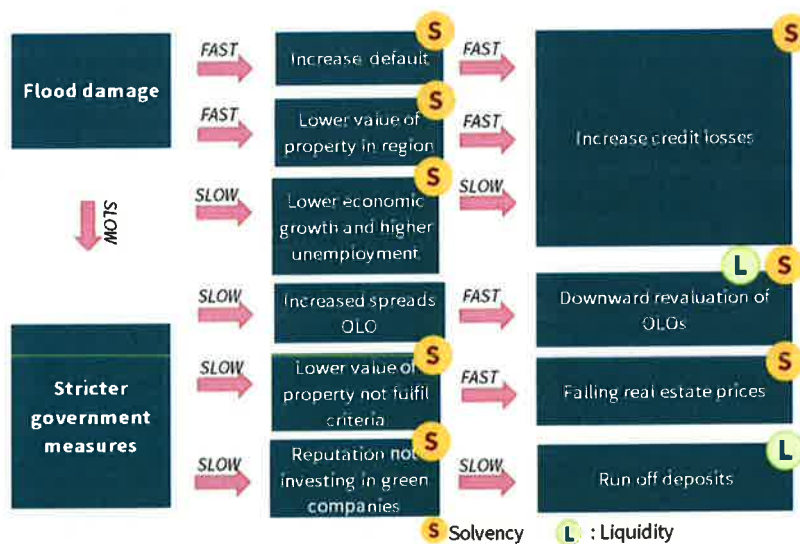 Flood damage
FAST
S
Increase default
FAST
S
Increase credit losses
FAST
S
Lower value of
property in region
FAST
SLOW
SLOW
S
Lower economic
growth and higher
unemployment
SLOW
Stricter
government
measures
SLOW
Increased spreads
OLO
FAST
L
S
Downward revaluation of
OLOs
SLOW
S
Lower value of
property not fulfil
criteria
FAST
S
Falling real estate prices
SLOW
S
Reputation not
investing in green
companies
SLOW
L
Run off deposits
S Solvency
L : Liquidity